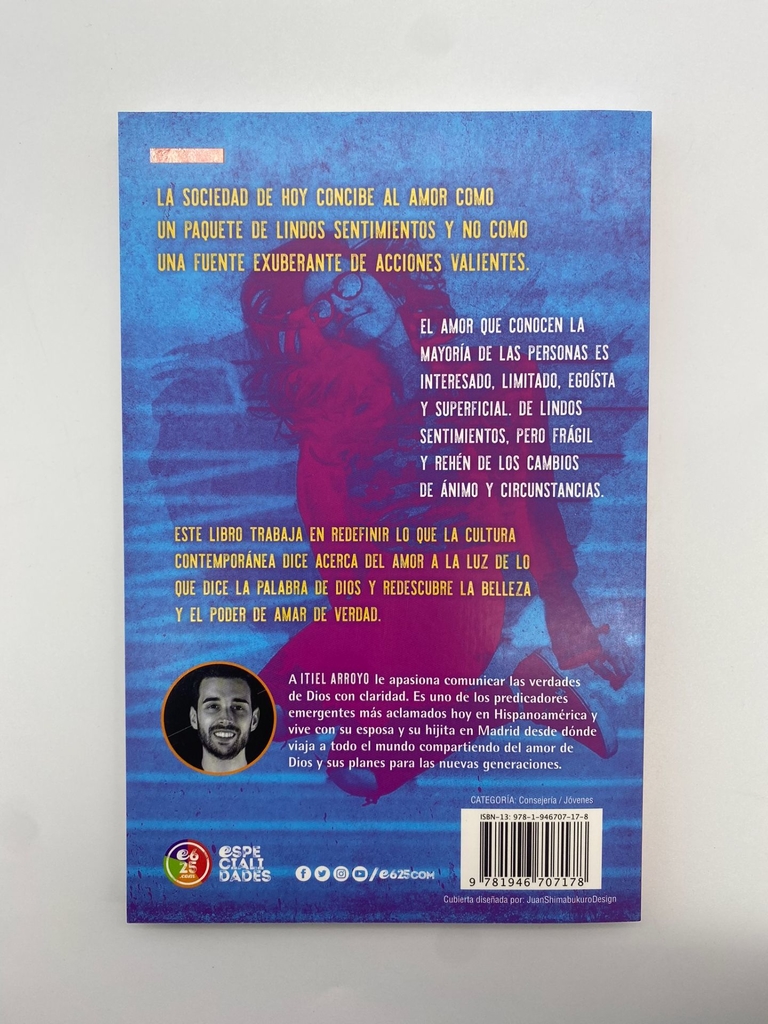 LA SOCIEDAD DE HOY CONCIBE AL AMOR COMO
UN PAQUETE DE LINDOS SENTIMIENTOS Y NO COMO
UNA FUENTE EXUBERANTE DE ACCIONES VALIENTES.
EL AMOR QUE CONOCEN LA
MAYORÍA DE LAS PERSONAS ES
INTERESADO, LIMITADO, EGOÍSTA
Y SUPERFICIAL. DE LINDOS
SENTIMIENTOS, PERO FRÁGIL
Y REHÉN DE LOS CAMBIOS
DE ÁNIMO Y CIRCUNSTANCIAS.
ESTE LIBRO TRABAJA EN REDEFINIR LO QUE LA CULTURA
CONTEMPORÁNEA DICE ACERCA DEL AMOR A LA LUZ DE LO
QUE DICE LA PALABRA DE DIOS Y REDESCUBRE LA BELLEZA
Y EL PODER DE AMAR DE VERDAD.
A ITIEL ARROYO le apasiona comunicar las verdades
de Dios con claridad. Es uno de los predicadores
emergentes más aclamados hoy en Hispanoamérica y
vive con su esposa y su hijita en Madrid desde dónde
viaja a todo el mundo compartiendo del amor de
Dios y sus planes para las nuevas generaciones.
CATEGORÍA: Consejería / Jóvenes
ISBN-13: 978-1-946707-17-8
9 781946 707178
e6
25
.com
eSPE
CIALI
DADES
/e625COM
Cubierta diseñada por: JuanShimabukuroDesign